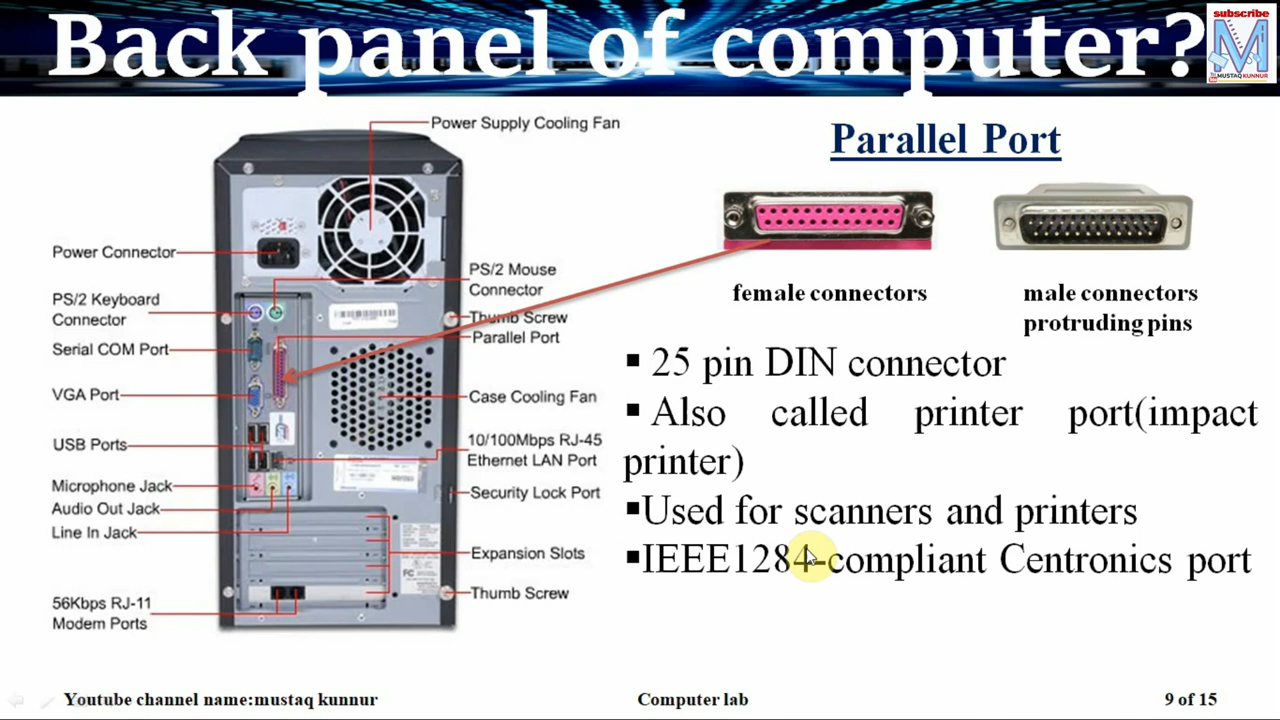 Back panel of computer?
subscribe
M
MUSTAQ KUNNUR
Parallel Port
Power Supply Cooling Fan
Power Connector
PS/2 Keyboard
Connector
Serial COM Port
VGA Port
USB Ports
Microphone Jack
Audio Out Jack
Line In Jack
56Kbps RJ-11
Modem Ports
PS/2 Mouse
Connector
Thumb Screw
Parallel Port
Case Cooling Fan
10/100Mbps RJ-45
Ethernet LAN Port
Security Lock Port
Expansion Slots
Thumb Screw
female connectors
male connectors
protruding pins
▪ 25 pin DIN connector
▪ Also called printer port(impact
printer)
▪Used for scanners and printers
▪IEEE1284-compliant Centronics port
Youtube channel name:mustaq kunnur
Computer lab
9 of 15